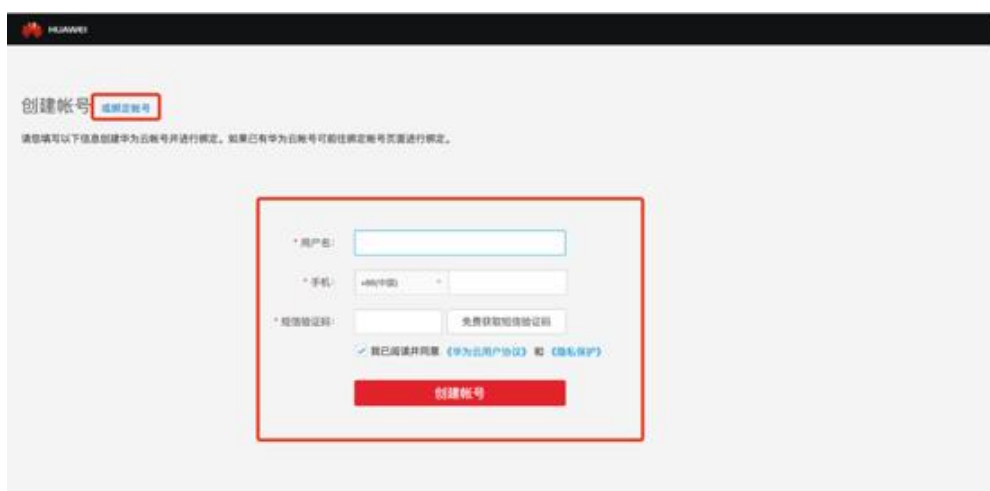 HUAWEI
创建帐号 或绑定帐号
请您填写以下信息创建华为云帐号并进行绑定。如果已有华为云帐号可前往绑定帐号页面进行绑定。
* 用户名:
* 手机: +86(中国)
* 短信验证码: 免费获取短信验证码
我已阅读并同意 《华为云用户协议》 和 《隐私保护》
创建帐号